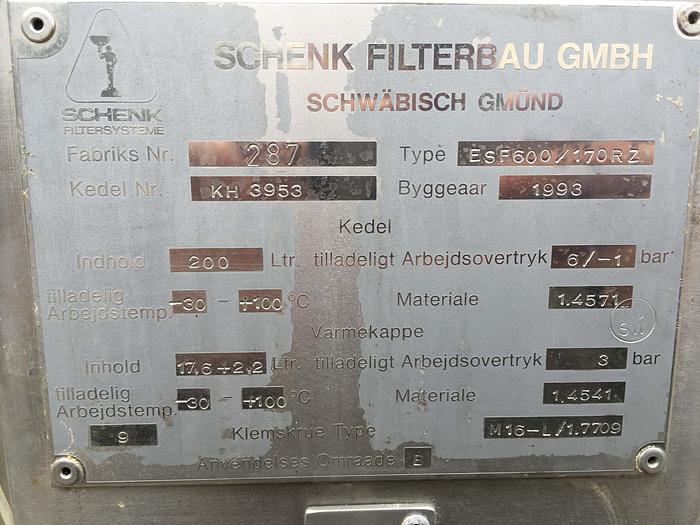 SCHENK FILTERBAU GMBH
SCHWÄBISCH GMÜND
SCHENK
FILTERSYSTEME
Fabriks Nr. 287 Type ESF600/170RZ
Kedel Nr. KH 3953 Byggeaar 1993
Kedel
Indhold 200 Ltr. tilladeligt Arbejdsovertryk 6/-1 bar
tilladelig Arbejdstemp. -30 - +100 °C Materiale 1.4571
SW
Varmekappe
Inhold 17,6+2,2 Ltr. tilladeligt Arbejdsovertryk 3 bar
tilladelig Arbejdstemp. -30 - +100 °C Materiale 1.4541
9 Klemskrue Type M16-L/1.7709
Anvendelses Omraade B